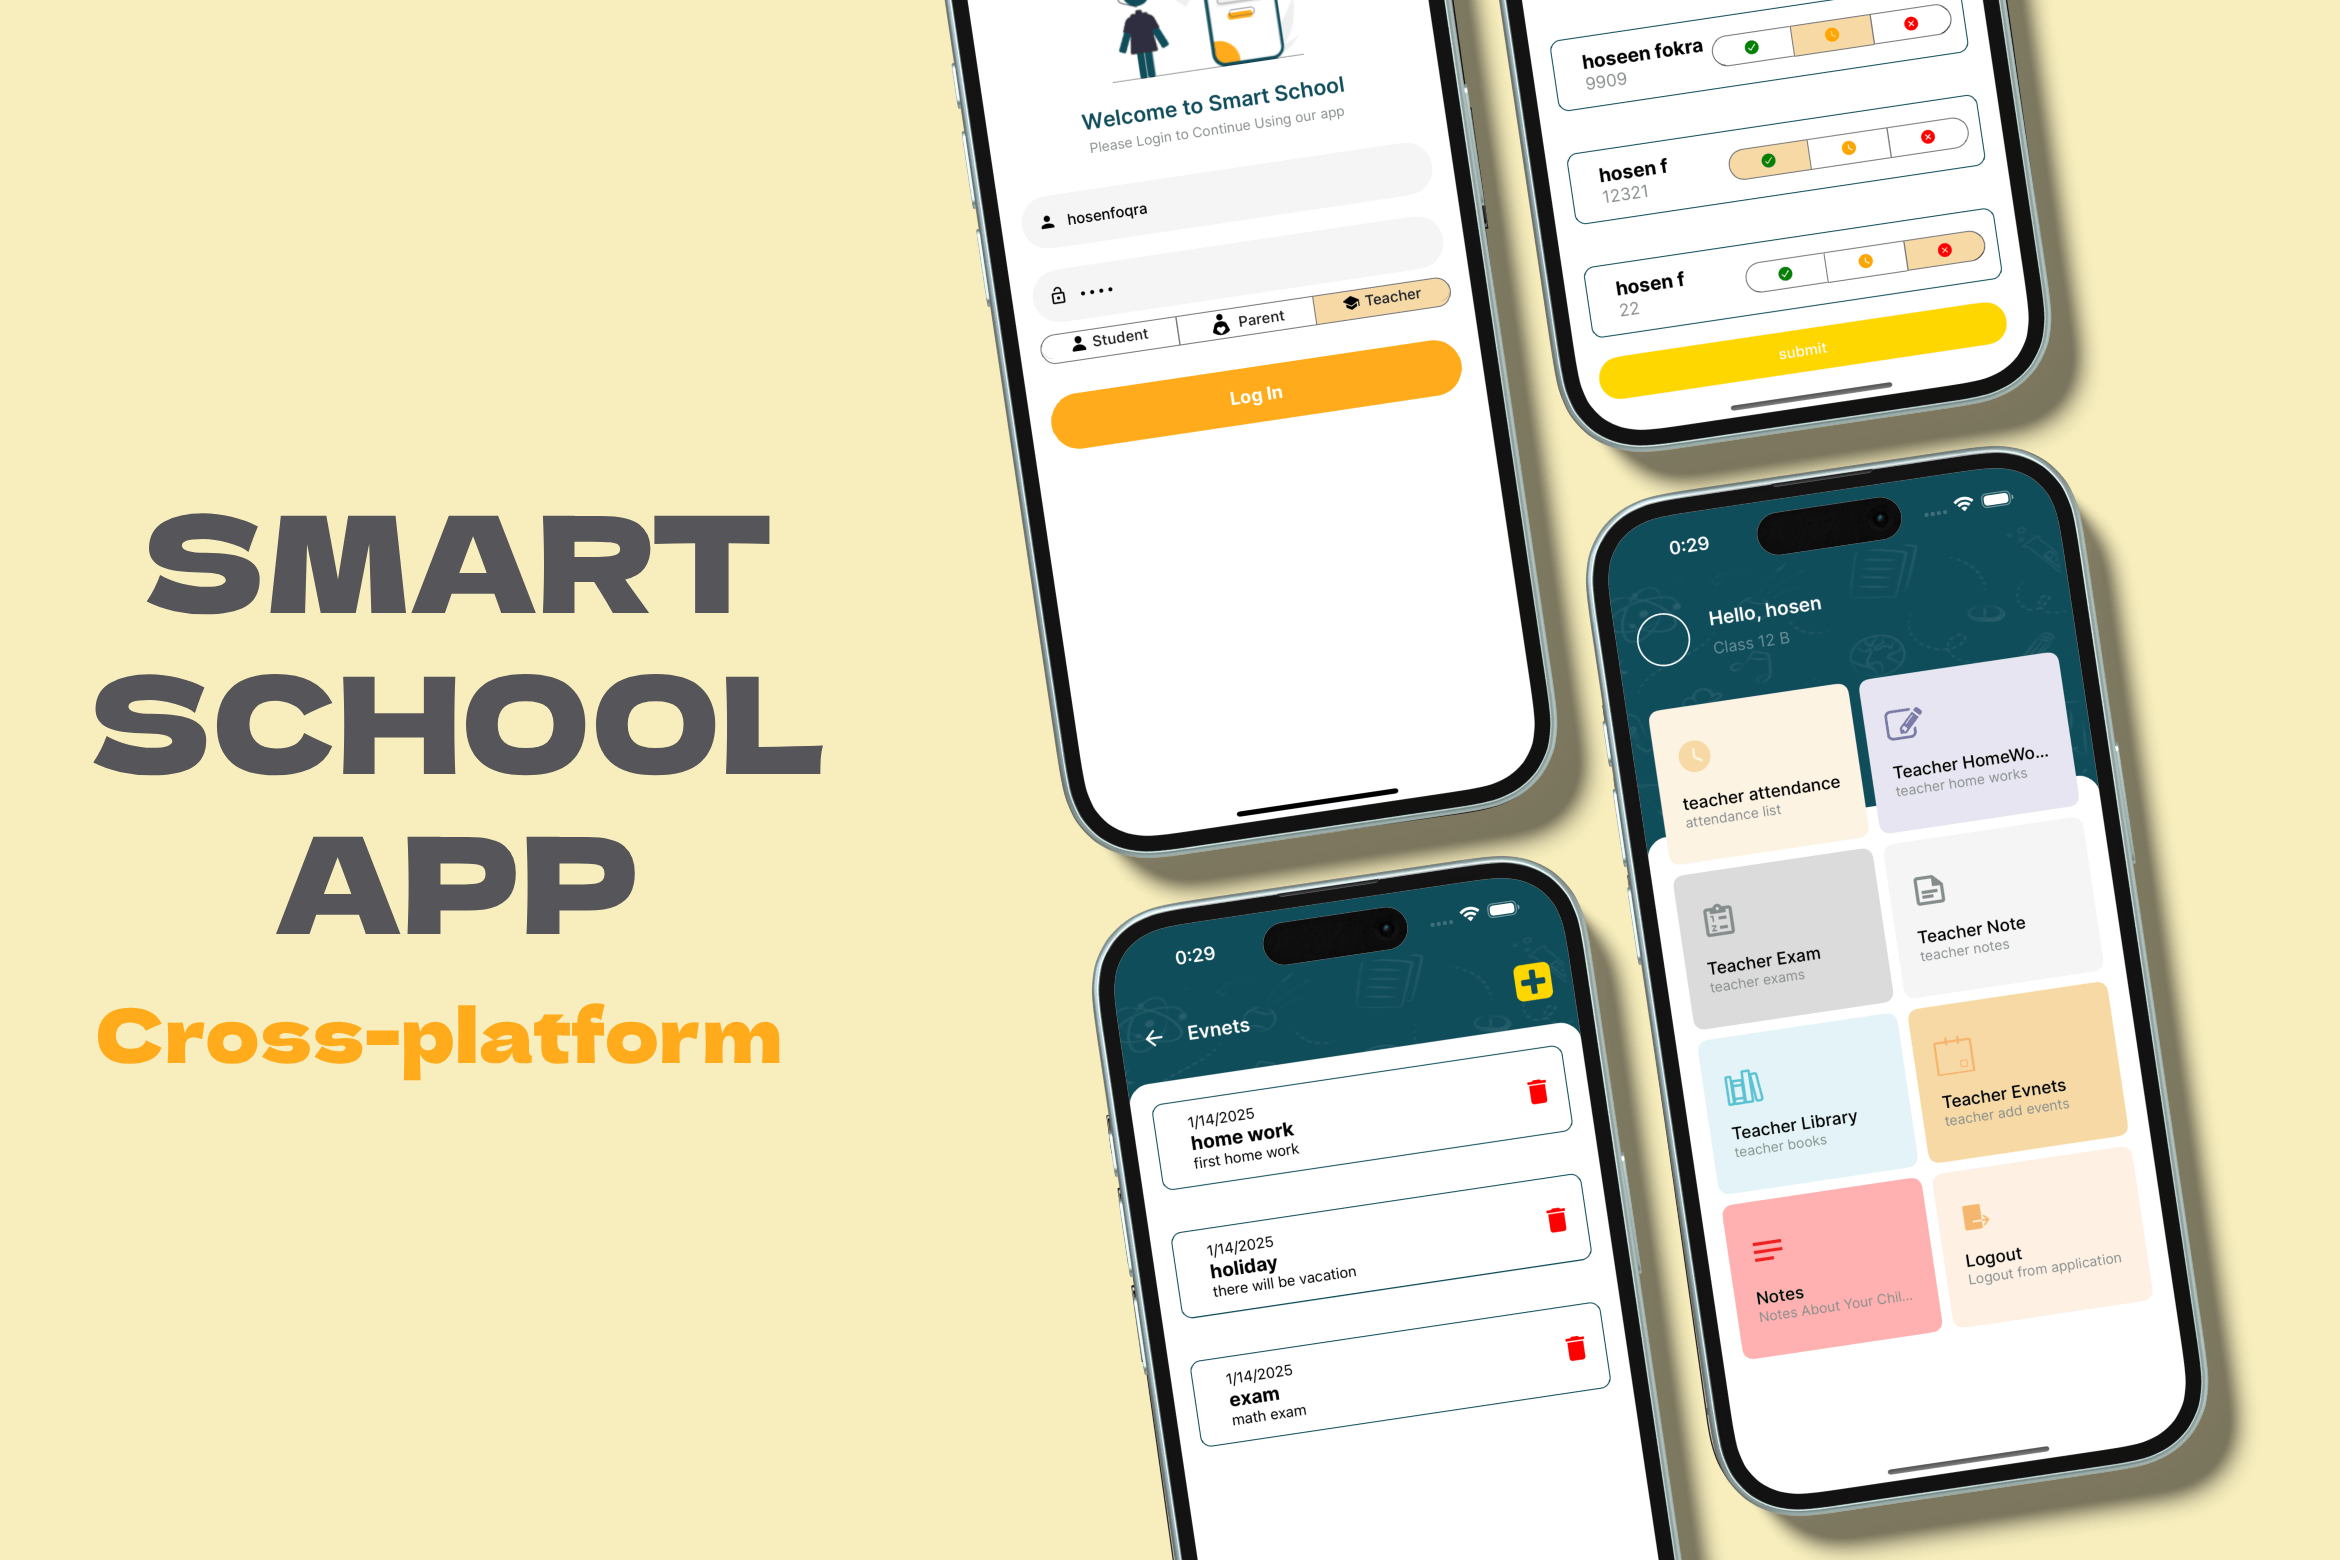 SMART
SCHOOL
APP
Cross-platform
Welcome to Smart School
Please Login to Continue Using our app
hosenfoqra
••••
Student
Parent
Teacher
Log In
hoseen fokra
9909
hosen f
12321
hosen f
22
submit
0:29
Evnets
1/14/2025
home work
first home work
1/14/2025
holiday
there will be vacation
1/14/2025
exam
math exam
0:29
Hello, hosen
Class 12 B
teacher attendance
attendance list
Teacher HomeWo...
teacher home works
Teacher Exam
teacher exams
Teacher Note
teacher notes
Teacher Library
teacher books
Teacher Evnets
teacher add events
Notes
Notes About Your Chil...
Logout
Logout from application